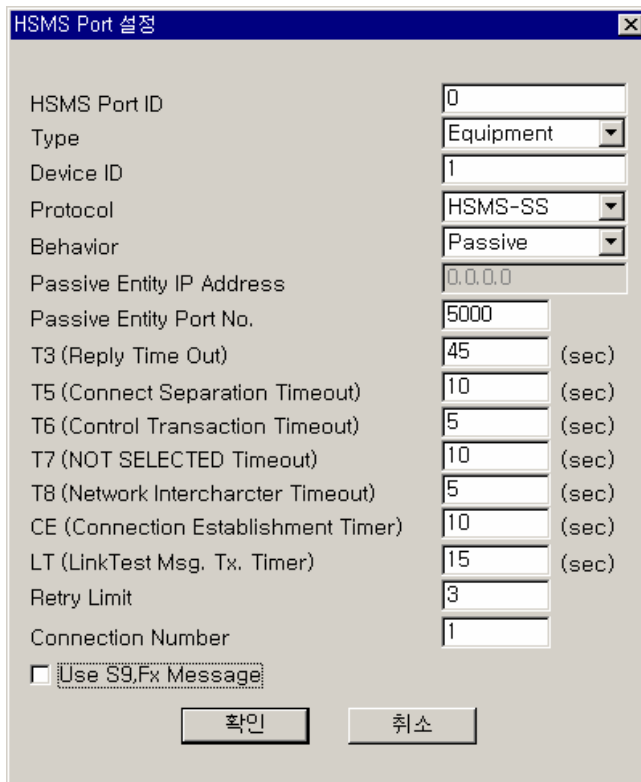 HSMS Port 설정
HSMS Port ID 0
Type Equipment
Device ID 1
Protocol HSMS-SS
Behavior Passive
Passive Entity IP Address 0.0.0.0
Passive Entity Port No. 5000
T3 (Reply Time Out) 45 (sec)
T5 (Connect Separation Timeout) 10 (sec)
T6 (Control Transaction Timeout) 5 (sec)
T7 (NOT SELECTED Timeout) 10 (sec)
T8 (Network Intercharcter Timeout) 5 (sec)
CE (Connection Establishment Timer) 10 (sec)
LT (LinkTest Msg. Tx. Timer) 15 (sec)
Retry Limit 3
Connection Number 1
Use S9,Fx Message
확인 취소